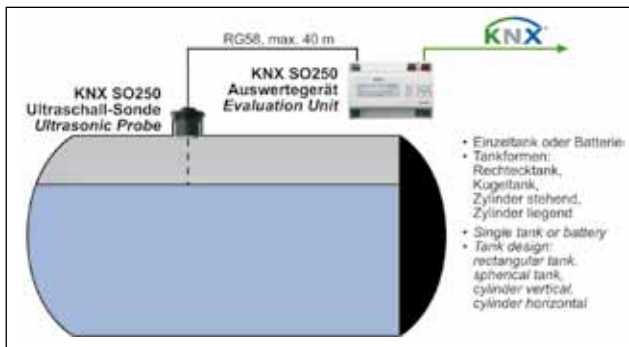 RG58, max. 40 m
KNX
KNX SO250
Ultraschall-Sonde
Ultrasonic Probe
KNX SO250
Auswertegerät
Evaluation Unit
• Einzeltank oder Batterie
• Tankformen:
Rechtecktank,
Kugeltank,
Zylinder stehend,
Zylinder liegend
• Single tank or battery
• Tank design:
rectangular tank,
spherical tank,
cylinder vertical,
cylinder horizontal